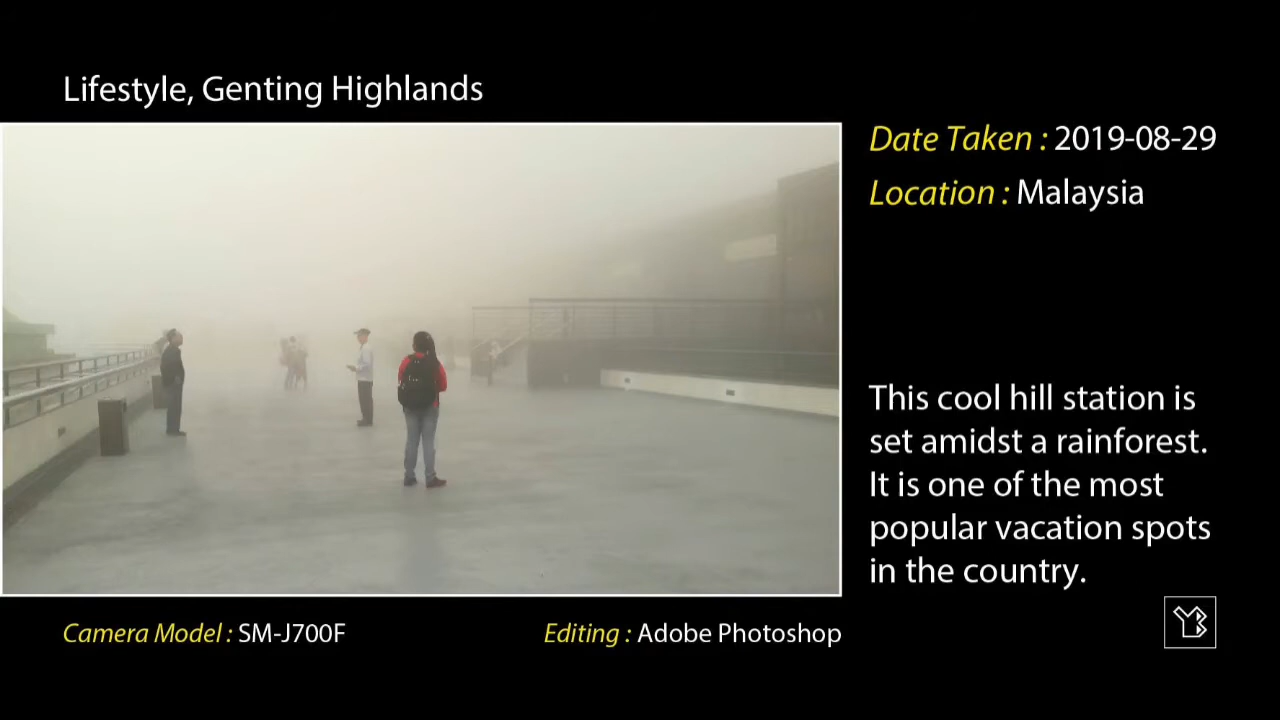 Lifestyle, Genting Highlands
Date Taken : 2019-08-29
Location : Malaysia
This cool hill station is
set amidst a rainforest.
It is one of the most
popular vacation spots
in the country.
Camera Model : SM-J700F
Editing : Adobe Photoshop